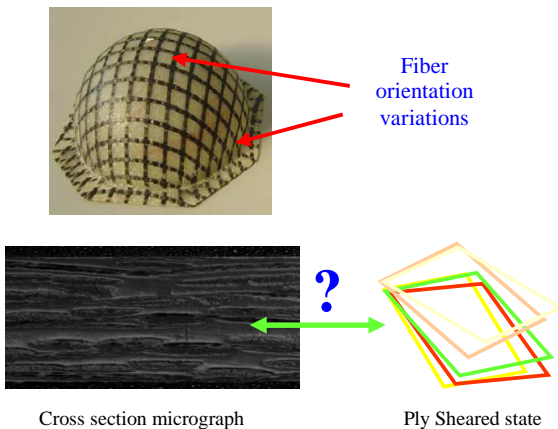 Fiber
orientation
variations
?
Cross section micrograph
Ply Sheared state